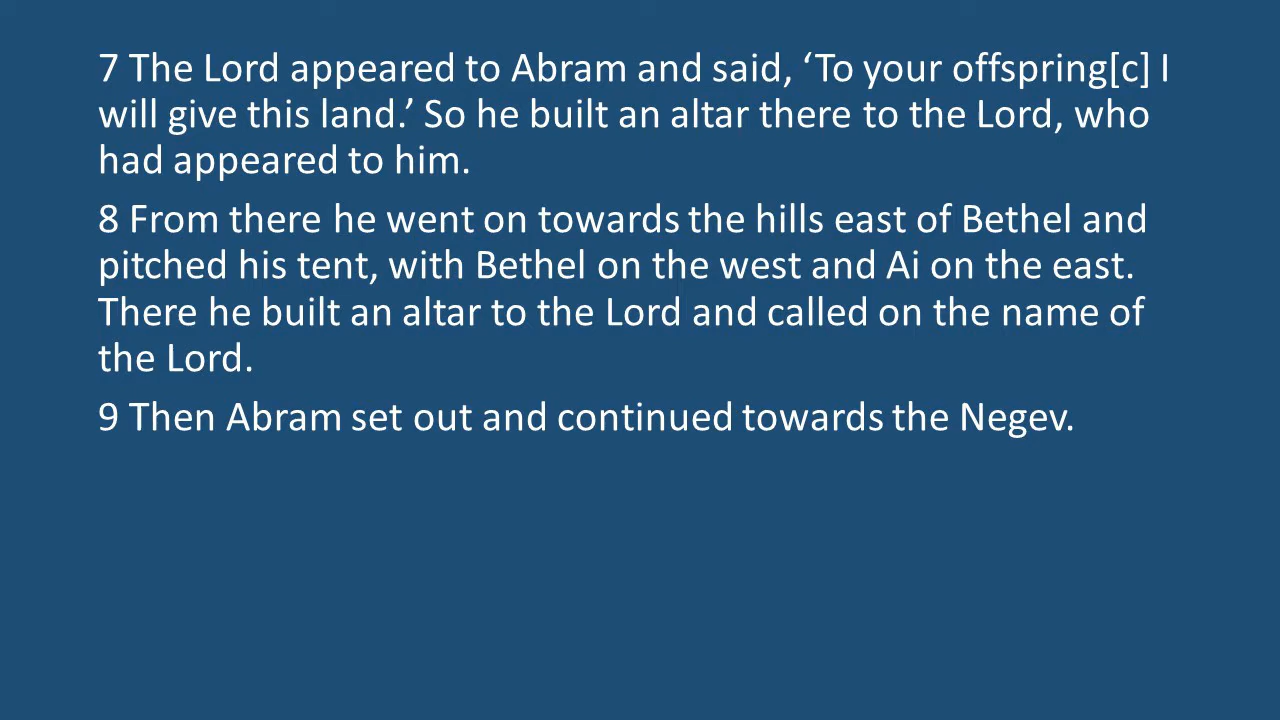 7 The Lord appeared to Abram and said, ‘To your offspring[c] I
will give this land.’ So he built an altar there to the Lord, who
had appeared to him.
8 From there he went on towards the hills east of Bethel and
pitched his tent, with Bethel on the west and Ai on the east.
There he built an altar to the Lord and called on the name of
the Lord.
9 Then Abram set out and continued towards the Negev.